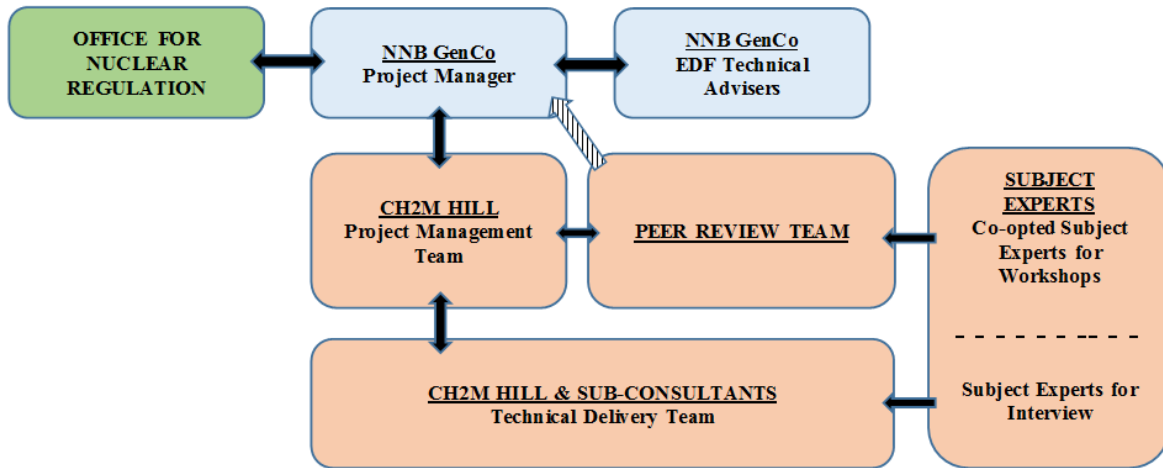 OFFICE FOR
NUCLEAR
REGULATION
NNB GenCo
Project Manager
NNB GenCo
EDF Technical
Advisers
CH2M HILL
Project Management
Team
PEER REVIEW TEAM
SUBJECT
EXPERTS
Co-opted Subject
Experts for
Workshops
CH2M HILL & SUB-CONSULTANTS
Technical Delivery Team
Subject Experts for
Interview